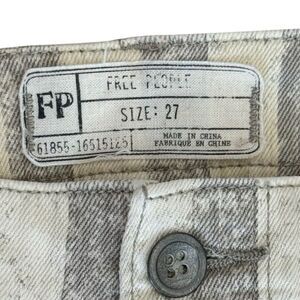 FREE PEOPLE
FP
SIZE: 27
MADE IN CHINA
61855-16515125 FABRIQUE EN CHINE